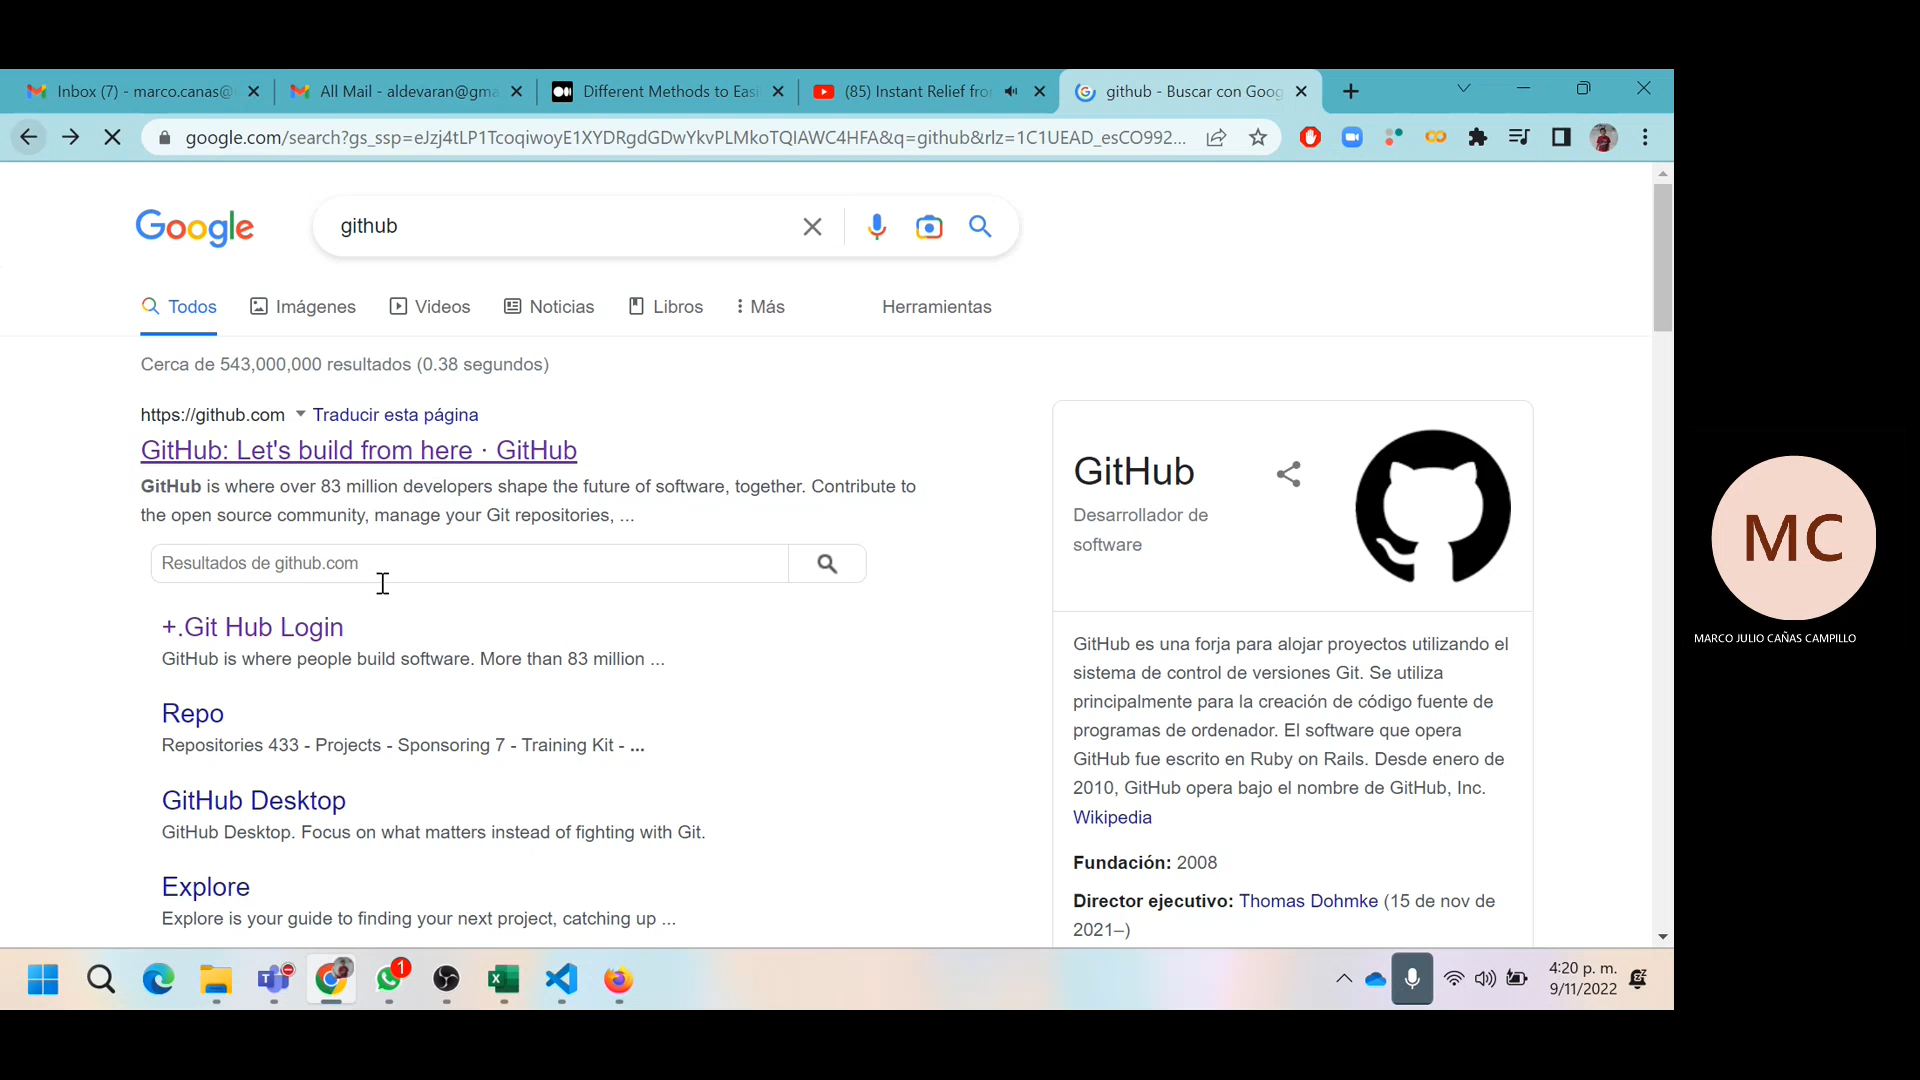 Inbox (7) - marco.canas@
All Mail - aldevaran@gma
Different Methods to Easi
(85) Instant Relief fro
github - Buscar con Goog
google.com/search?gs_ssp=eJzj4tLP1TcoqiwoyE1XYDRgdGDwYkvPLMkoTQIAWC4HFA&q=github&rlz=1C1UEAD_esCO992...
Google
github
Todos
Imágenes
Videos
Noticias
Libros
Más
Herramientas
Cerca de 543,000,000 resultados (0.38 segundos)
https://github.com
Traducir esta página
GitHub: Let's build from here · GitHub
GitHub is where over 83 million developers shape the future of software, together. Contribute to
the open source community, manage your Git repositories, ...
Resultados de github.com
+.Git Hub Login
GitHub is where people build software. More than 83 million ...
Repo
Repositories 433 - Projects - Sponsoring 7 - Training Kit - ...
GitHub Desktop
GitHub Desktop. Focus on what matters instead of fighting with Git.
Explore
Explore is your guide to finding your next project, catching up ...
GitHub
Desarrollador de
software
GitHub es una forja para alojar proyectos utilizando el
sistema de control de versiones Git. Se utiliza
principalmente para la creación de código fuente de
programas de ordenador. El software que opera
GitHub fue escrito en Ruby on Rails. Desde enero de
2010, GitHub opera bajo el nombre de GitHub, Inc.
Wikipedia
Fundación: 2008
Director ejecutivo: Thomas Dohmke (15 de nov de
2021–)
MC
MARCO JULIO CAÑAS CAMPILLO
1
4:20 p. m.
9/11/2022